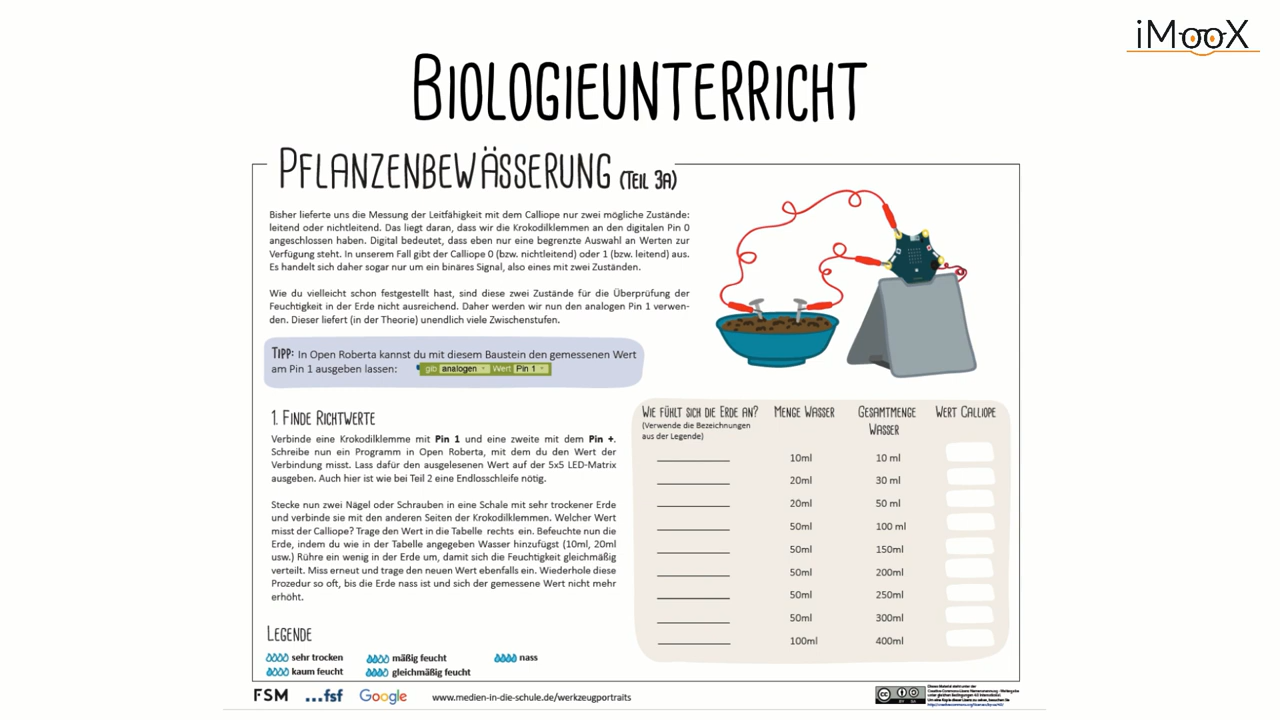 iMooX
BIOLOGIEUNTERRICHT
PFLANZENBEWÄSSERUNG (TEIL 3A)
Bisher lieferte uns die Messung der Leitfähigkeit mit dem Calliope nur zwei mögliche Zustände:
leitend oder nichtleitend. Das liegt daran, dass wir die Krokodilklemmen an den digitalen Pin 0
angeschlossen haben. Digital bedeutet, dass eben nur eine begrenzte Auswahl an Werten zur
Verfügung steht. In unserem Fall gibt der Calliope 0 (bzw. nichtleitend) oder 1 (bzw. leitend) aus.
Es handelt sich daher sogar nur um ein binäres Signal, also eines mit zwei Zuständen.
Wie du vielleicht schon festgestellt hast, sind diese zwei Zustände für die Überprüfung der
Feuchtigkeit in der Erde nicht ausreichend. Daher werden wir nun den analogen Pin 1 verwen-
den. Dieser liefert (in der Theorie) unendlich viele Zwischenstufen.
TIPP: In Open Roberta kannst du mit diesem Baustein den gemessenen Wert
am Pin 1 ausgeben lassen: gib analogen Wert Pin 1
1. FINDE RICHTWERTE
Verbinde eine Krokodilklemme mit Pin 1 und eine zweite mit dem Pin +.
Schreibe nun ein Programm in Open Roberta, mit dem du den Wert der
Verbindung misst. Lass dafür den ausgelesenen Wert auf der 5x5 LED-Matrix
ausgeben. Auch hier ist wie bei Teil 2 eine Endlosschleife nötig.
Stecke nun zwei Nägel oder Schrauben in eine Schale mit sehr trockener Erde
und verbinde sie mit den anderen Seiten der Krokodilklemmen. Welcher Wert
misst der Calliope? Trage den Wert in die Tabelle rechts ein. Befeuchte nun die
Erde, indem du wie in der Tabelle angegeben Wasser hinzufügst (10ml, 20ml
usw.) Rühre ein wenig in der Erde um, damit sich die Feuchtigkeit gleichmäßig
verteilt. Miss erneut und trage den neuen Wert ebenfalls ein. Wiederhole diese
Prozedur so oft, bis die Erde nass ist und sich der gemessene Wert nicht mehr
erhöht.
LEGENDE
sehr trocken mäßig feucht nass
kaum feucht gleichmäßig feucht
WIE FÜHLT SICH DIE ERDE AN? MENGE WASSER GESAMTMENGE WERT CALLIOPE
(Verwende die Bezeichnungen WASSER
aus der Legende)
10ml 10 ml
20ml 30 ml
20ml 50 ml
50ml 100 ml
50ml 150ml
50ml 200ml
50ml 250ml
50ml 300ml
100ml 400ml
FSM ...fsf Google www.medien-in-die-schule.de/werkzeugportraits